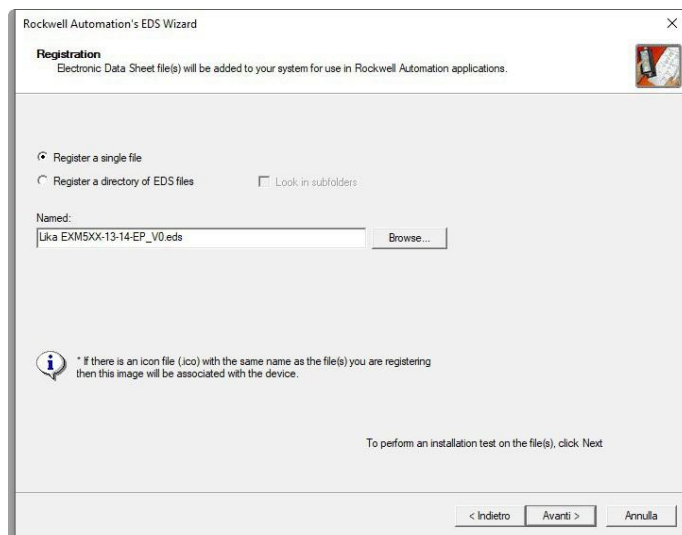 Rockwell Automation's EDS Wizard
Registration
Electronic Data Sheet file(s) will be added to your system for use in Rockwell Automation applications.
Register a single file
Register a directory of EDS files Look in subfolders
Named:
Lika EXM5XX-13-14-EP_V0.eds Browse...
* If there is an icon file (.ico) with the same name as the file(s) you are registering
then this image will be associated with the device.
To perform an installation test on the file(s), click Next
< Indietro Avanti > Annulla